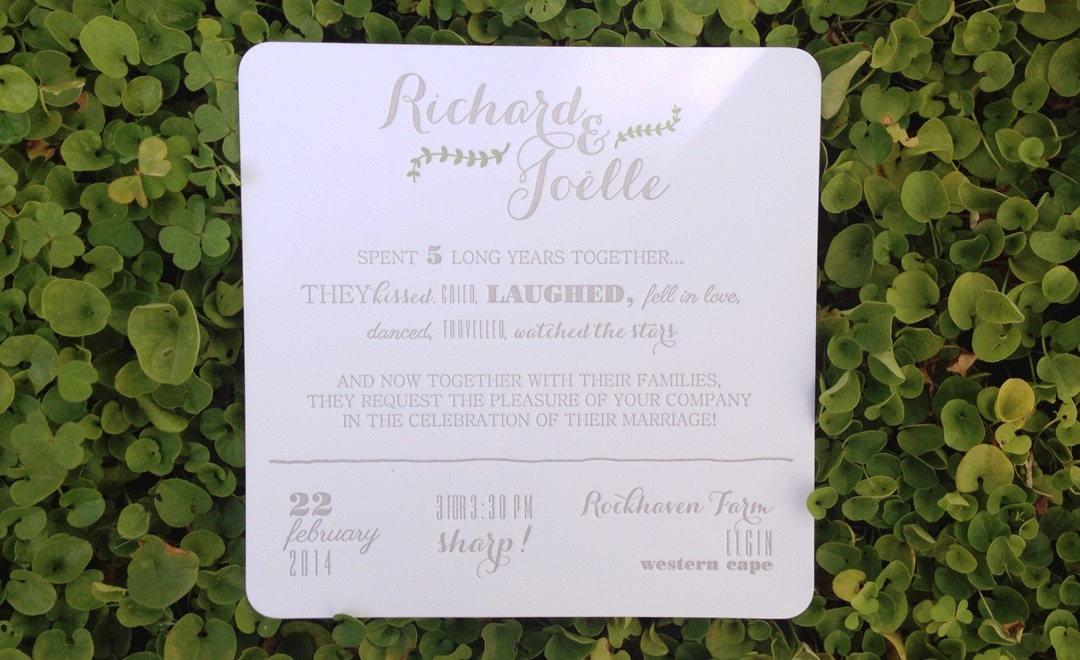 Richard
&
Joëlle
SPENT 5 LONG YEARS TOGETHER...
THEY kissed, CRIED, LAUGHED, fell in love,
danced, TRAVELLED, watched the stars
AND NOW TOGETHER WITH THEIR FAMILIES,
THEY REQUEST THE PLEASURE OF YOUR COMPANY
IN THE CELEBRATION OF THEIR MARRIAGE!
22
february
2014
3 FOR 3:30 PM
sharp!
Rockhaven Farm
ELGIN
western cape